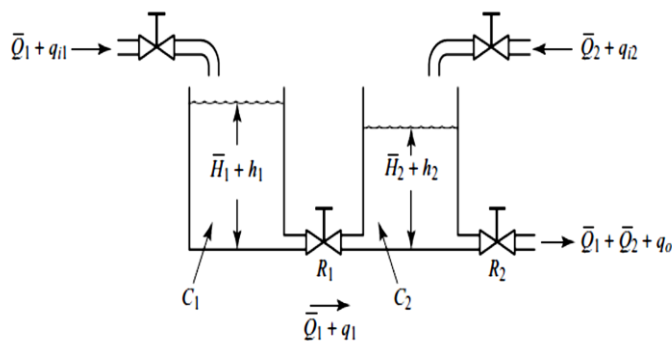 Q̄₁ + qᵢ₁
Q̄₂ + qᵢ₂
H̄₁ + h₁
H̄₂ + h₂
Q̄₁ + Q̄₂ + qₒ
R₁
R₂
C₁
C₂
Q̄₁ + q₁